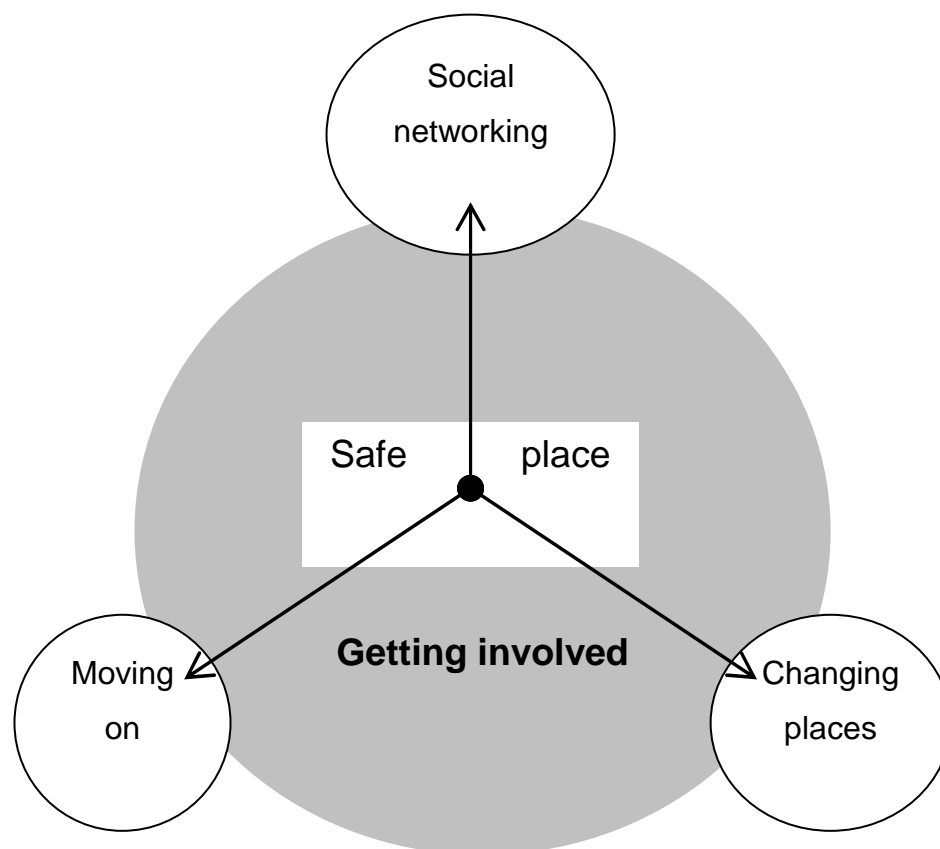 Social
networking
Safe place
Getting involved
Moving
on
Changing
places